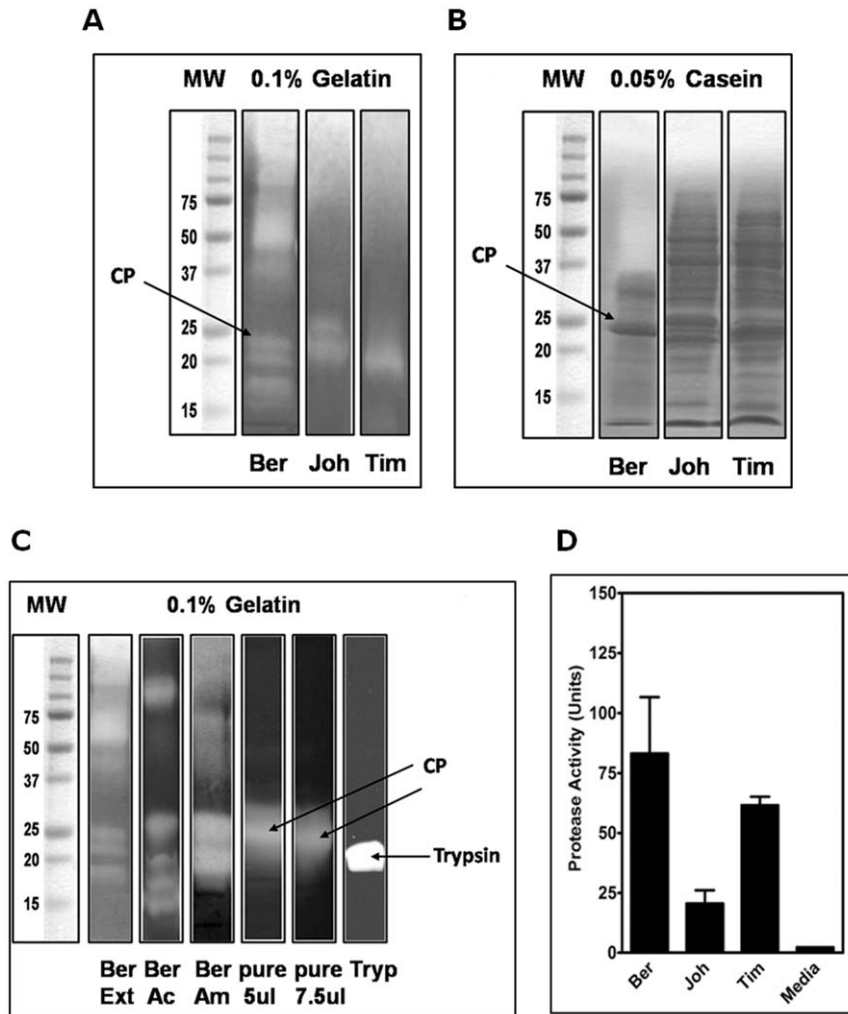 A
MW 0.1% Gelatin
75
50
37
CP
25
20
15
Ber Joh Tim
B
MW 0.05% Casein
75
50
37
CP
25
20
15
Ber Joh Tim
C
MW 0.1% Gelatin
75
50
37
CP
25
20
Trypsin
15
Ber Ber Ber pure pure Tryp
Ext Ac Am 5ul 7.5ul
D
Protease Activity (Units)
150
125
100
75
50
25
0
Ber
Joh
Tim
Media